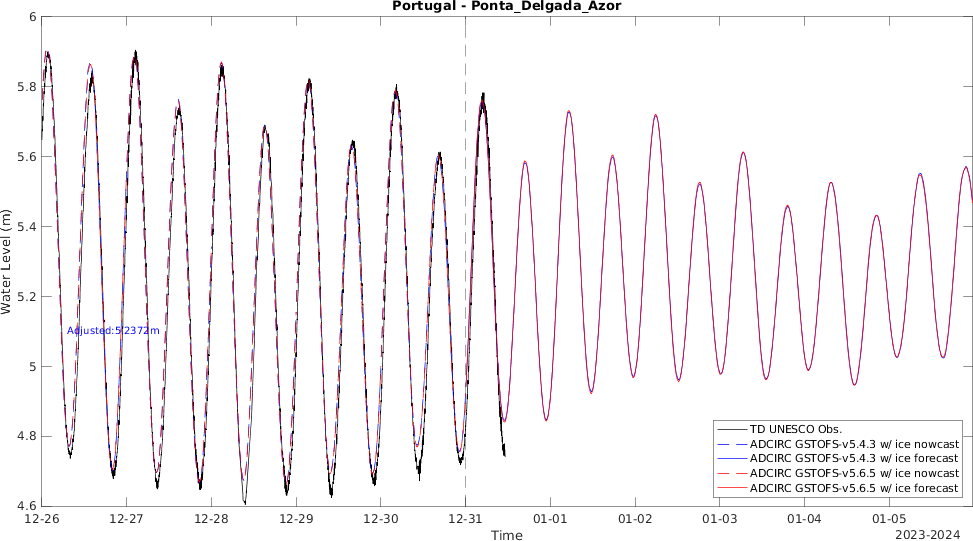 Portugal - Ponta_Delgada_Azor
6
5.8
5.6
5.4
5.2
5
4.8
4.6
Water Level (m)
Adjusted:5.2372m
TD UNESCO Obs.
ADCIRC GSTOFS-v5.4.3 w/ ice nowcast
ADCIRC GSTOFS-v5.4.3 w/ ice forecast
ADCIRC GSTOFS-v5.6.5 w/ ice nowcast
ADCIRC GSTOFS-v5.6.5 w/ ice forecast
12-26 12-27 12-28 12-29 12-30 12-31 01-01 01-02 01-03 01-04 01-05
Time
2023-2024